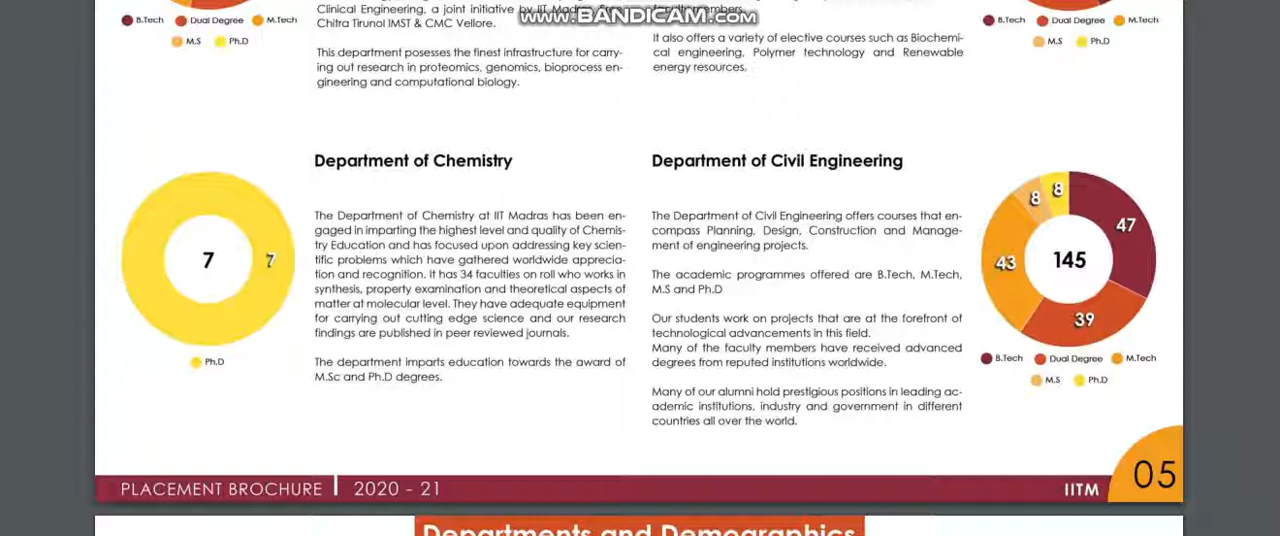 B.Tech Dual Degree M.Tech
M.S Ph.D
Clinical Engineering, a joint initiative by IIT
Chitra Tirunol IMST & CMC Vellore.
This department posesses the finest infrastructure for carry-
ing out research in proteomics, genomics, bioprocess en-
gineering and computational biology.
www.BANDICAM.com
members.
It also offers a variety of elective courses such as Biochemi-
cal engineering, Polymer technology and Renewable
energy resources.
B.Tech Dual Degree M.Tech
M.S Ph.D
7
7
Ph.D
Department of Chemistry
The Department of Chemistry at IIT Madras has been en-
gaged in imparting the highest level and quality of Chemis-
try Education and has focused upon addressing key scien-
tific problems which have gathered worldwide apprecia-
tion and recognition. It has 34 faculties on roll who works in
synthesis, property examination and theoretical aspects of
matter at molecular level. They have adequate equipment
for carrying out cutting edge science and our research
findings are published in peer reviewed journals.
The department imparts education towards the award of
M.Sc and Ph.D degrees.
Department of Civil Engineering
The Department of Civil Engineering offers courses that en-
compass Planning, Design, Construction and Manage-
ment of engineering projects.
The academic programmes offered are B.Tech, M.Tech,
M.S and Ph.D
Our students work on projects that are at the forefront of
technological advancements in this field.
Many of the faculty members have received advanced
degrees from reputed institutions worldwide.
Many of our alumni hold prestigious positions in leading ac-
ademic institutions, industry and government in different
countries all over the world.
8
8
47
43
145
39
B.Tech Dual Degree M.Tech
M.S Ph.D
PLACEMENT BROCHURE 2020 - 21
IITM
05
Departments and Demographics